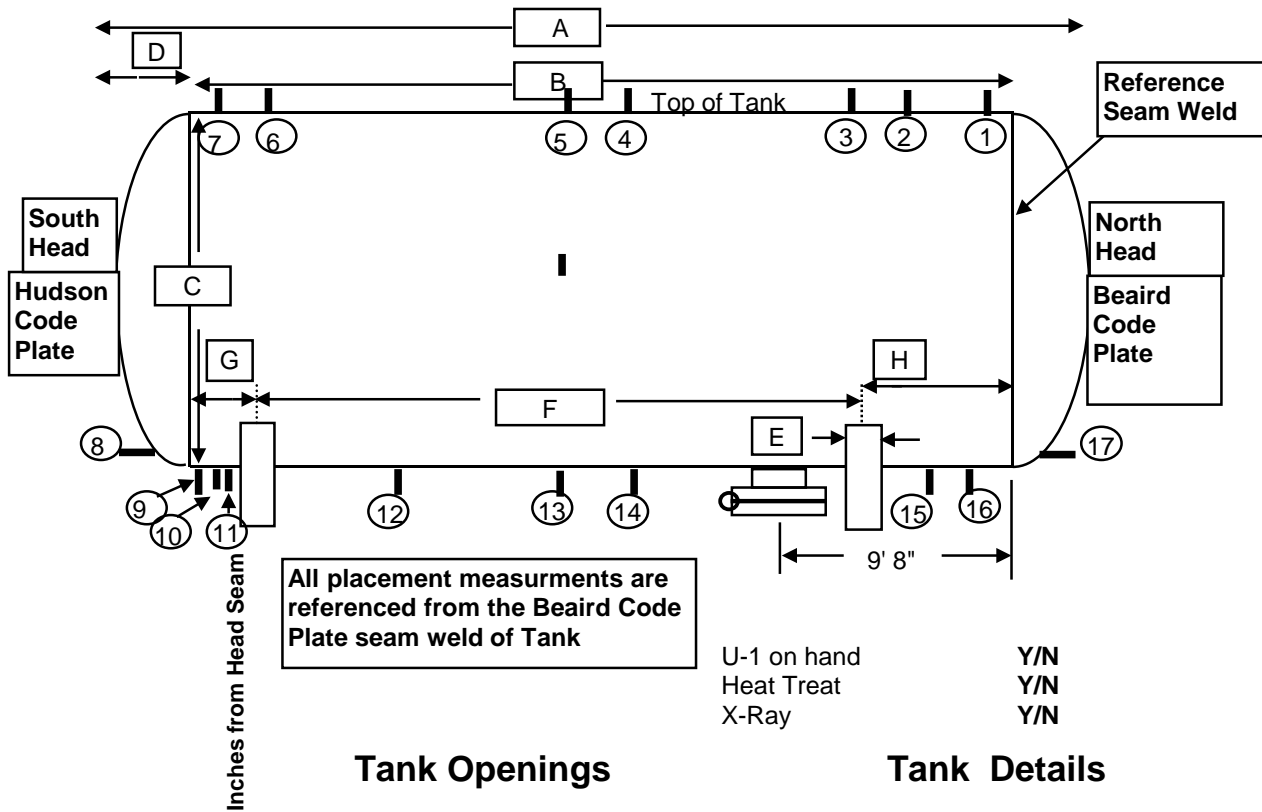 A
D
B
Top of Tank
Reference
Seam Weld
7
6
5
4
3
2
1
South
Head
North
Head
Hudson
Code
Plate
C
Beaird
Code
Plate
G
H
F
E
8
17
9
10
11
12
13
14
15
16
9' 8"
Inches from Head Seam
All placement measurments are
referenced from the Beaird Code
Plate seam weld of Tank
U-1 on hand Y/N
Heat Treat Y/N
X-Ray Y/N
Tank Openings Tank Details